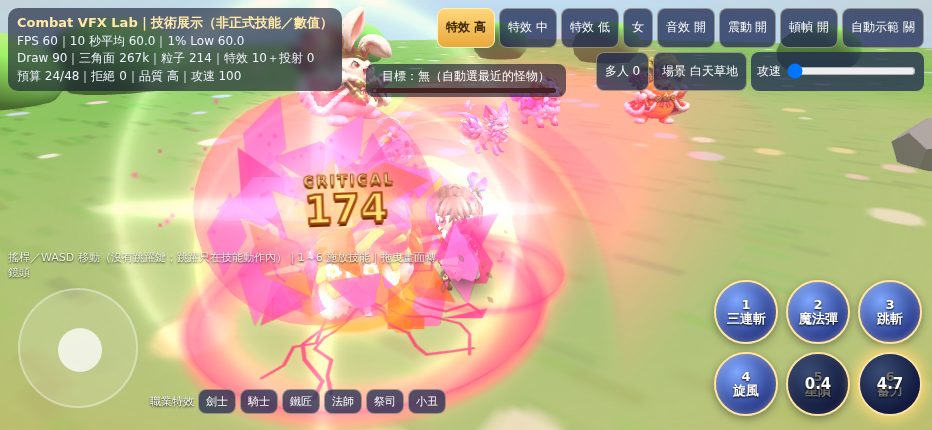 Combat VFX Lab｜技術展示（非正式技能／數值）
FPS 60｜10 秒平均 60.0｜1% Low 60.0
Draw 90｜三角面 267k｜粒子 214｜特效 10＋投射 0
預算 24/48｜拒絕 0｜品質 高｜攻速 100
特效 高
特效 中
特效 低
女
音效 開
震動 開
頓幀 開
自動示範 關
目標：無（自動選最近的怪物）
多人 0
場景 白天草地
攻速
CRITICAL
174
搖桿／WASD 移動（沒有跳躍鍵；跳躍只在技能動作內）｜1–6 施放技能｜拖曳畫面轉
鏡頭
1
三連斬
2
魔法彈
3
跳斬
4
旋風
0.4
4.7
職業特效
劍士
騎士
鐵匠
法師
祭司
小丑